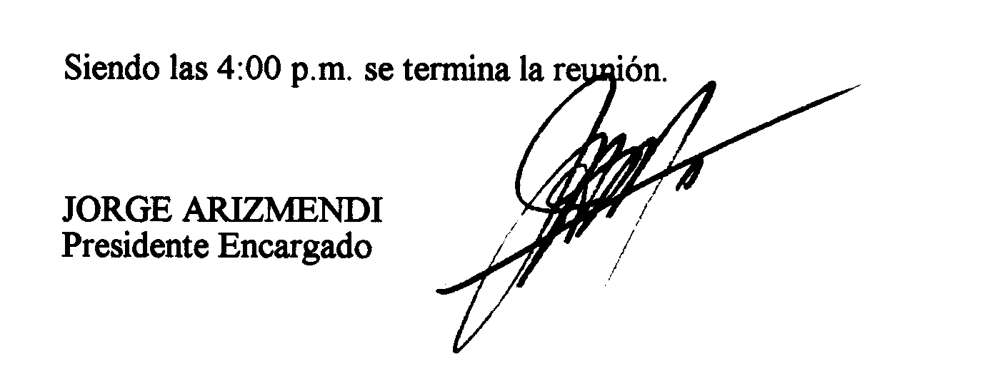 Siendo las 4:00 p.m. se termina la reunión.
JORGE ARIZMENDI
Presidente Encargado